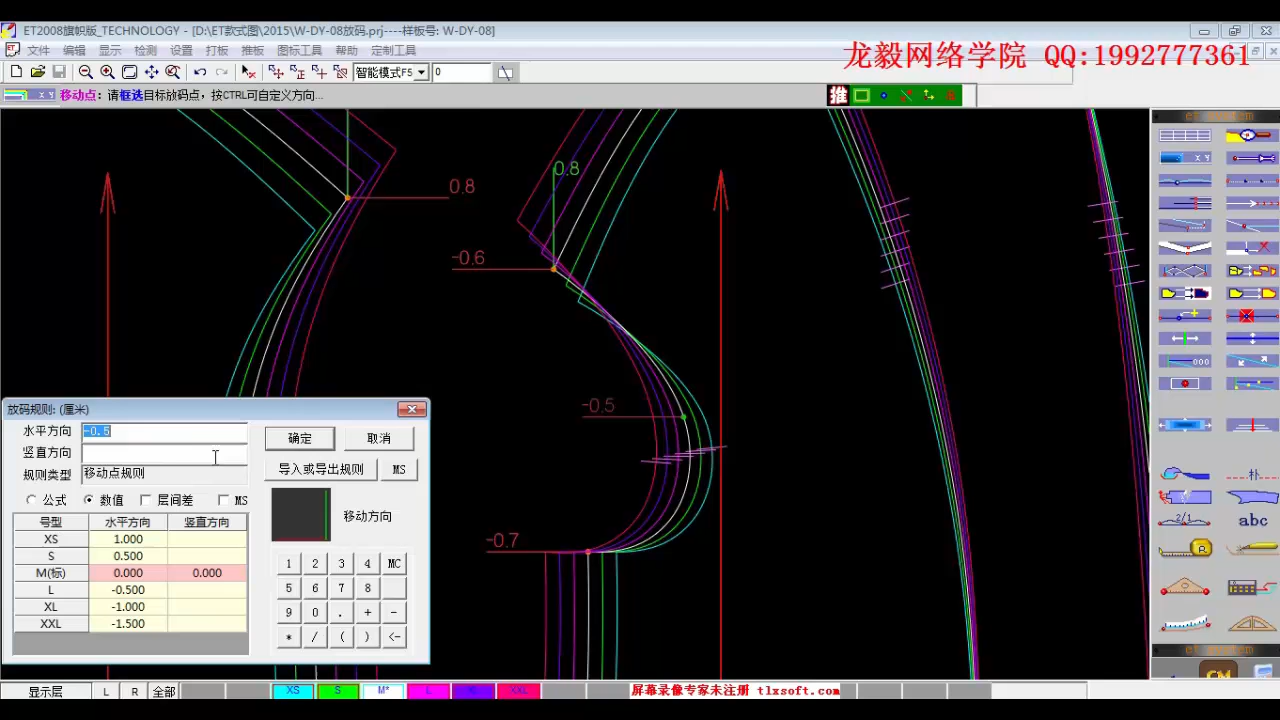 ET2008旗帜版_TECHNOLOGY - [D:\ET款式图\2015\W-DY-08放码.prj----样板号: W-DY-08]
文件 编辑 显示 检测 设置 打板 推板 图标工具 帮助 定制工具
龙毅网络学院 QQ:1992777361
智能模式F5 0
X Y 移动点: 请框选目标放码点，按CTRL可自定义方向...
推
et system
X Y
0.8
0.8
-0.6
-0.5
-0.7
000
放码规则: (厘米)
水平方向 -0.5 确定 取消
竖直方向
规则类型 移动点规则 导入或导出规则 MS
公式 数值 层间差 MS
移动方向
号型 水平方向 竖直方向
XS 1.000
S 0.500
M(标) 0.000 0.000
L -0.500
XL -1.000
XXL -1.500
1 2 3 4 MC
5 6 7 8
9 0 . + -
* / ( ) <-
朴
2/1 abc
R
et system
CM
显示层 L R 全部 XS S M* L XL XXL 屏幕录像专家未注册 tlxsoft.com